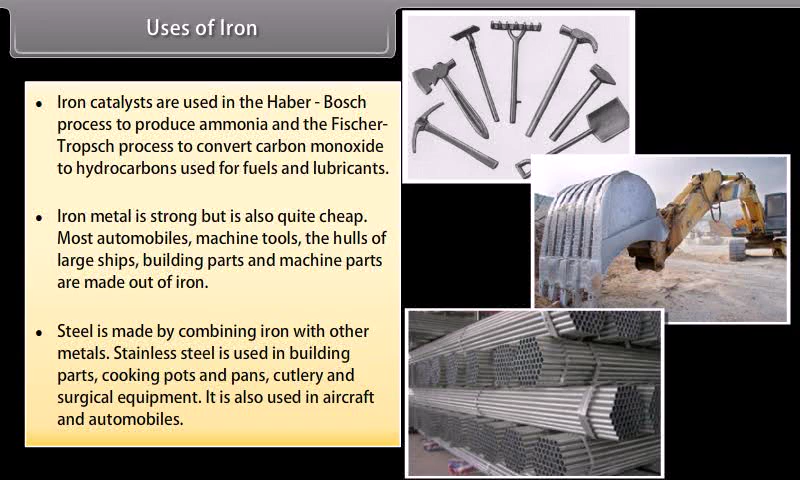 Uses of Iron
• Iron catalysts are used in the Haber - Bosch
process to produce ammonia and the Fischer-
Tropsch process to convert carbon monoxide
to hydrocarbons used for fuels and lubricants.
• Iron metal is strong but is also quite cheap.
Most automobiles, machine tools, the hulls of
large ships, building parts and machine parts
are made out of iron.
• Steel is made by combining iron with other
metals. Stainless steel is used in building
parts, cooking pots and pans, cutlery and
surgical equipment. It is also used in aircraft
and automobiles.